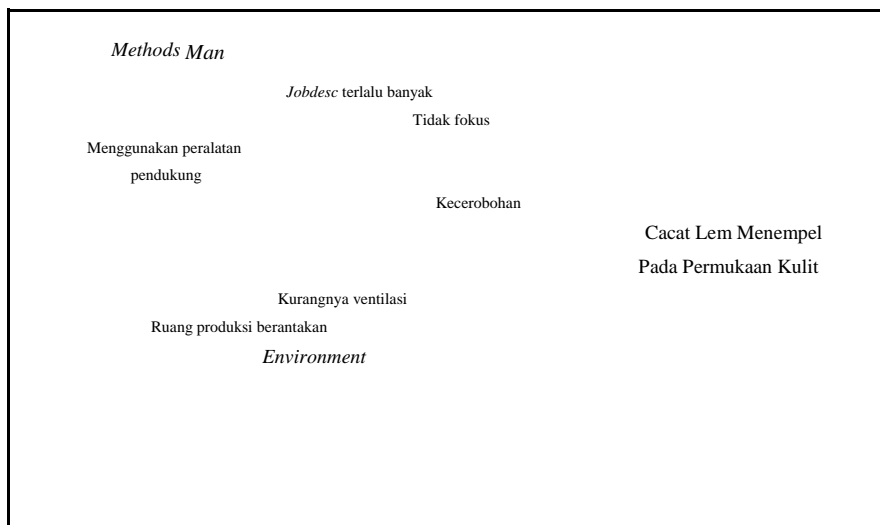 Methods Man
Jobdesc terlalu banyak
Tidak fokus
Menggunakan peralatan
pendukung
Kecerobohan
Cacat Lem Menempel
Pada Permukaan Kulit
Kurangnya ventilasi
Ruang produksi berantakan
Environment